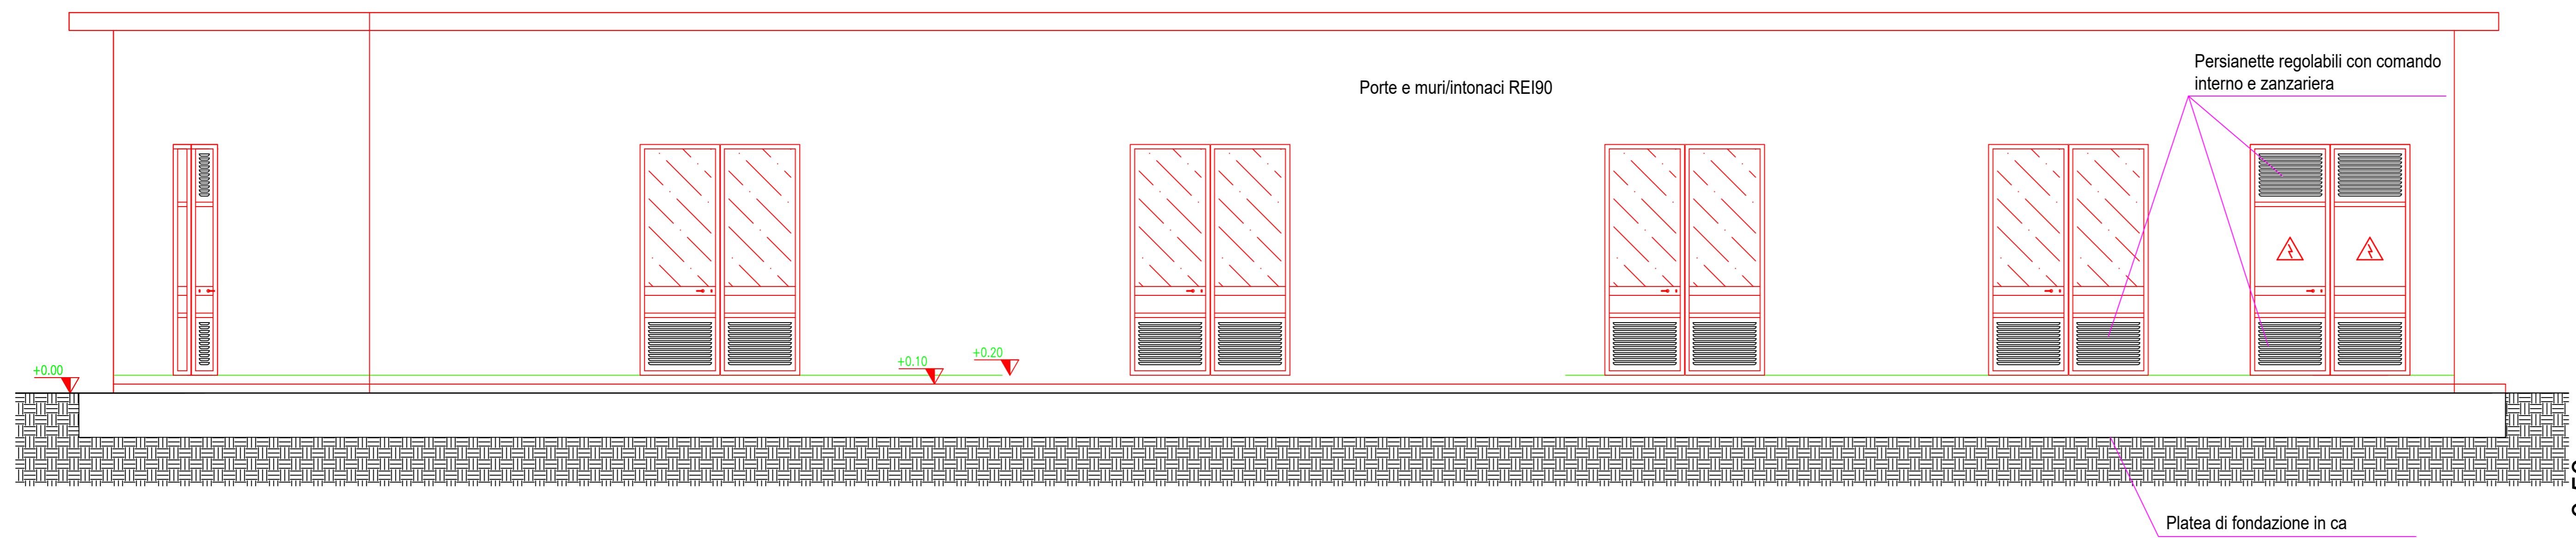 Persianette regolabili con comando
interno e zanzariera
Porte e muri/intonaci REI90
+0.00
+0.10
+0.20
Platea di fondazione in ca